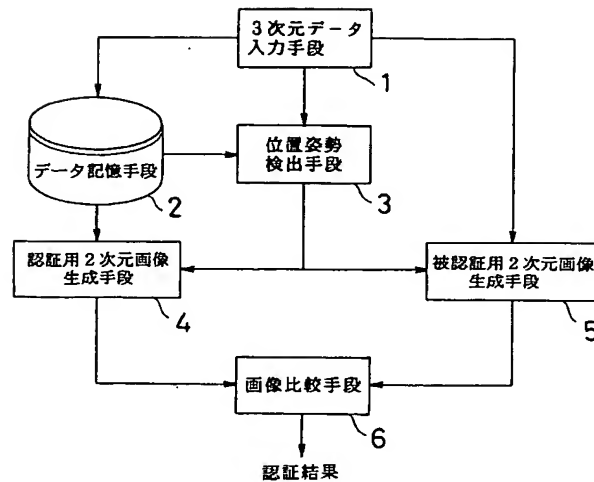 3次元データ
入力手段
1
位置姿勢
検出手段
3
データ記憶手段
2
認証用2次元画像
生成手段
4
被認証用2次元画像
生成手段
5
画像比較手段
6
認証結果